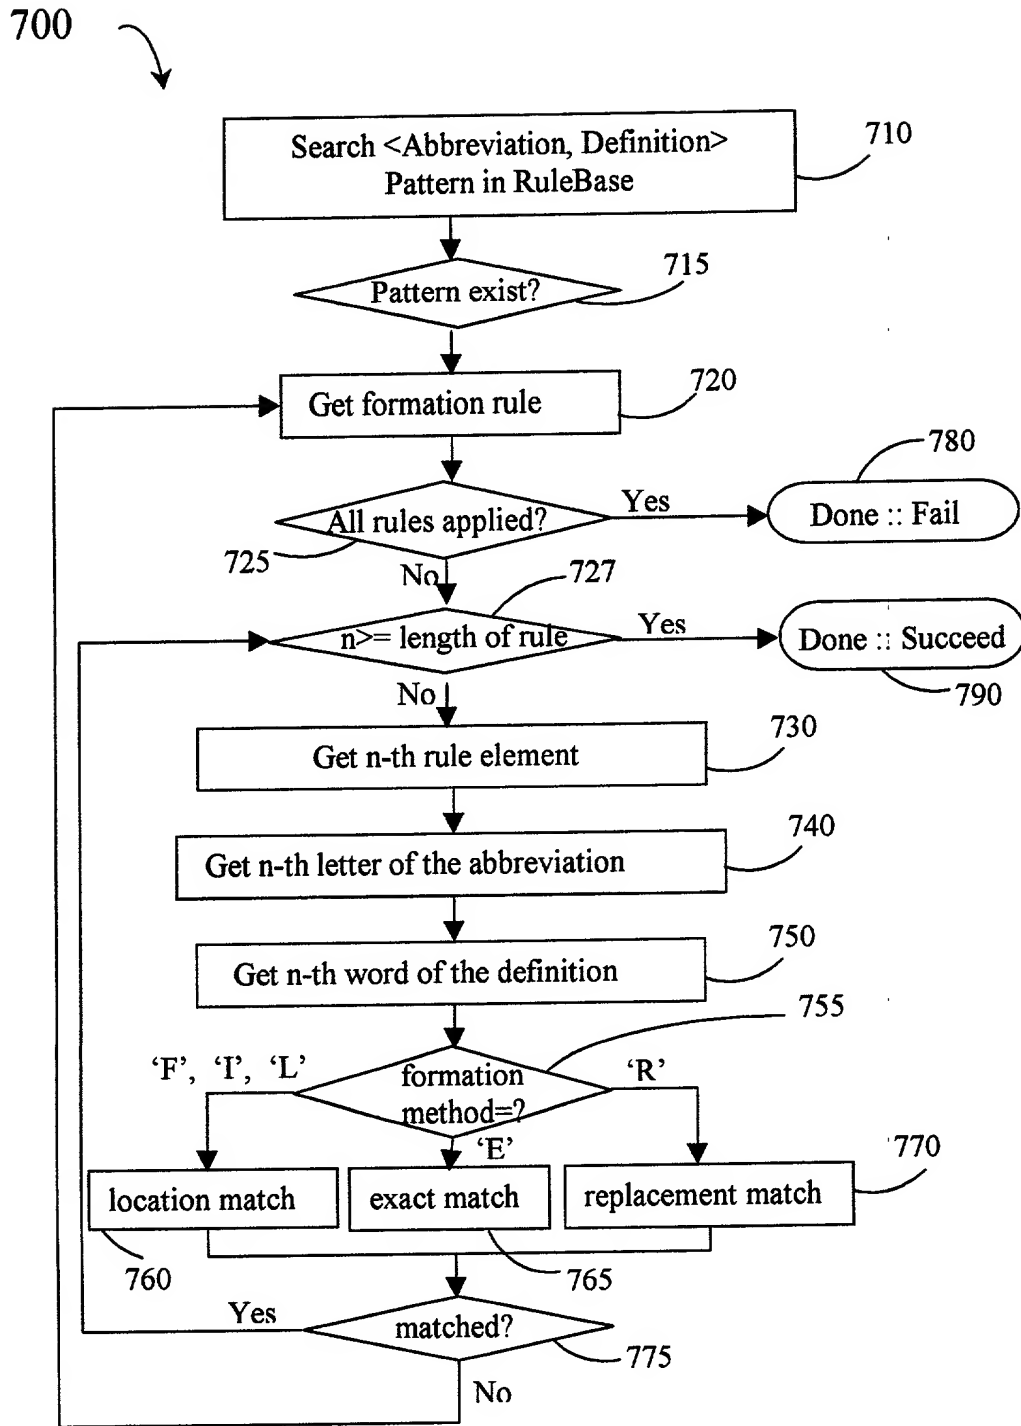 700
Search <Abbreviation, Definition>
Pattern in RuleBase
710
Pattern exist?
715
Get formation rule
720
All rules applied?
725
Yes
Done :: Fail
780
No
727
n>= length of rule
Yes
Done :: Succeed
790
No
Get n-th rule element
730
Get n-th letter of the abbreviation
740
Get n-th word of the definition
750
755
‘F’, ‘I’, ‘L’
formation
method=?
‘R’
‘E’
location match
760
exact match
765
replacement match
770
Yes
matched?
775
No